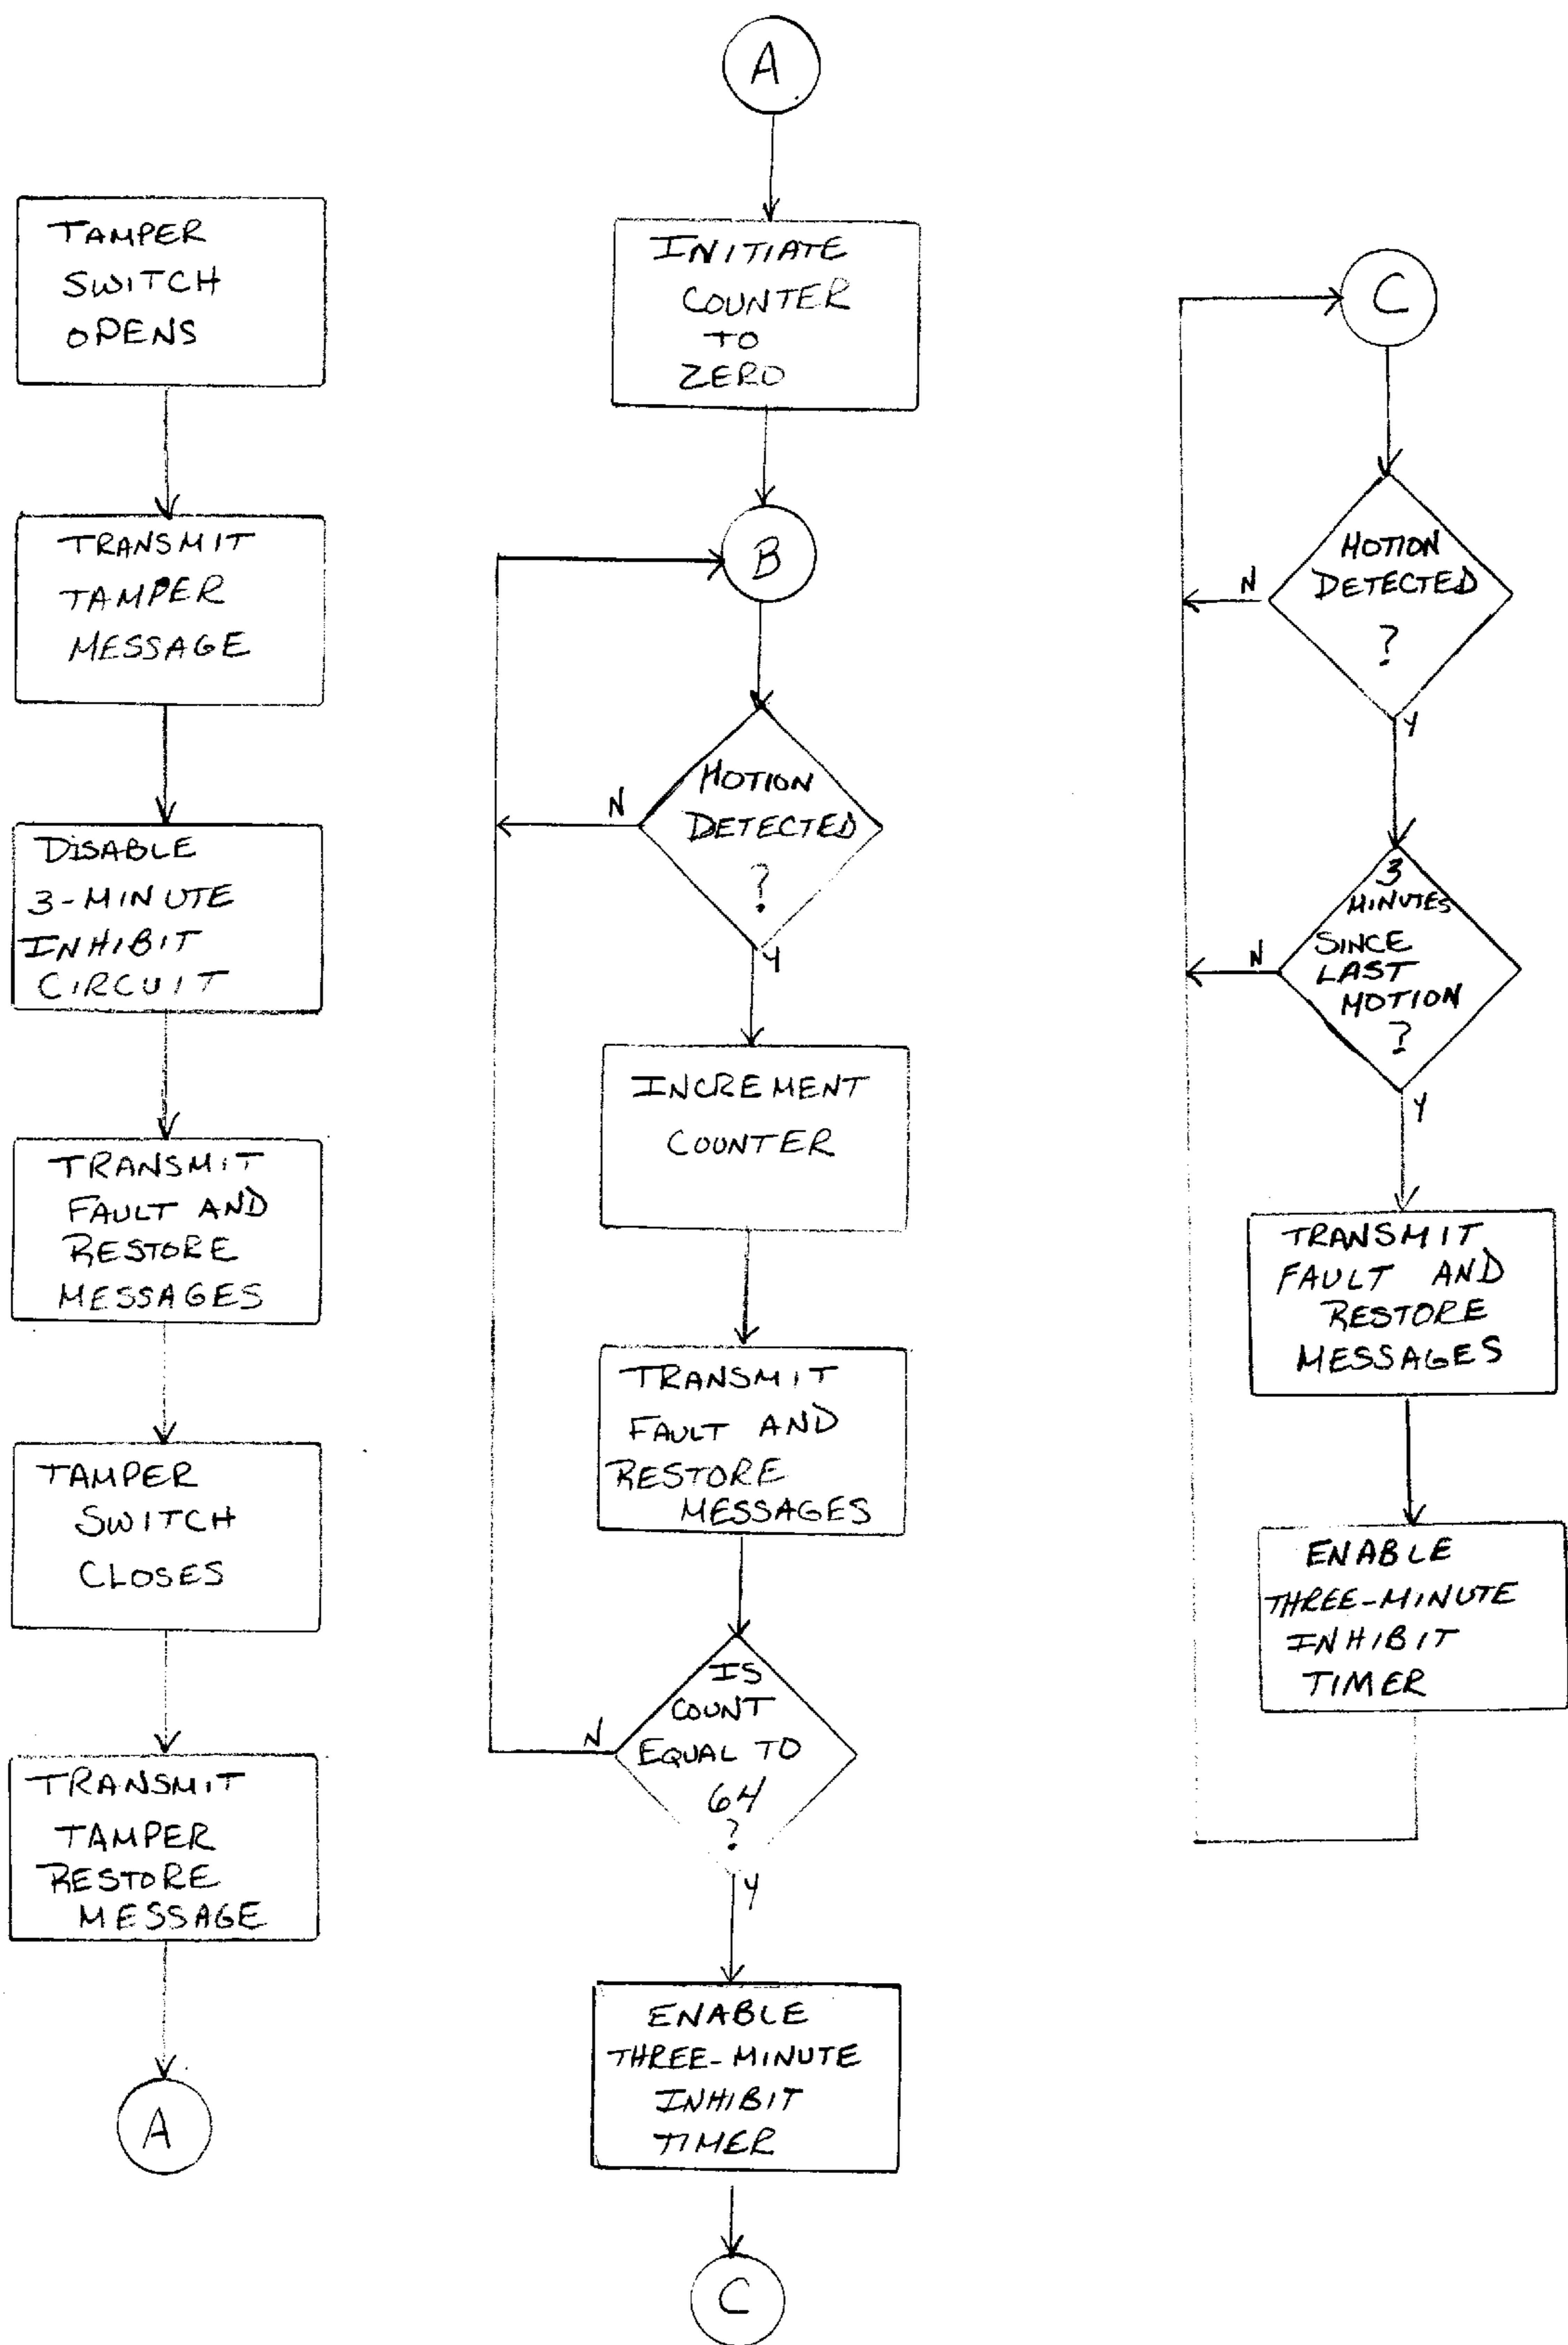 TAMPER
SWITCH
OPENS
TRANSMIT
TAMPER
MESSAGE
DISABLE
3-MINUTE
INHIBIT
CIRCUIT
TRANSMIT
FAULT AND
RESTORE
MESSAGES
TAMPER
SWITCH
CLOSES
TRANSMIT
TAMPER
RESTORE
MESSAGE
A
A
INITIATE
COUNTER
TO
ZERO
B
MOTION
DETECTED
?
N
Y
INCREMENT
COUNTER
TRANSMIT
FAULT AND
RESTORE
MESSAGES
IS
COUNT
EQUAL TO
64
?
N
Y
ENABLE
THREE-MINUTE
INHIBIT
TIMER
C
C
MOTION
DETECTED
?
N
Y
3
MINUTES
SINCE
LAST
MOTION
?
N
Y
TRANSMIT
FAULT AND
RESTORE
MESSAGES
ENABLE
THREE-MINUTE
INHIBIT
TIMER